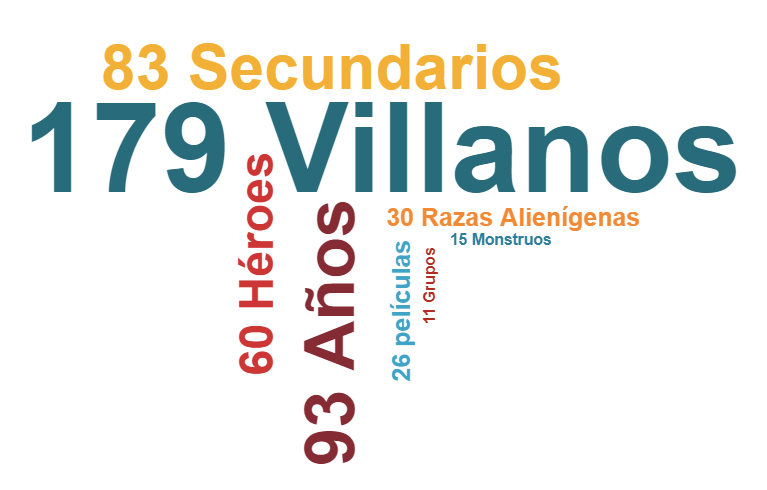 83 Secundarios
179 Villanos
60 Héroes
93 Años
30 Razas Alienígenas
15 Monstruos
26 películas
11 Grupos